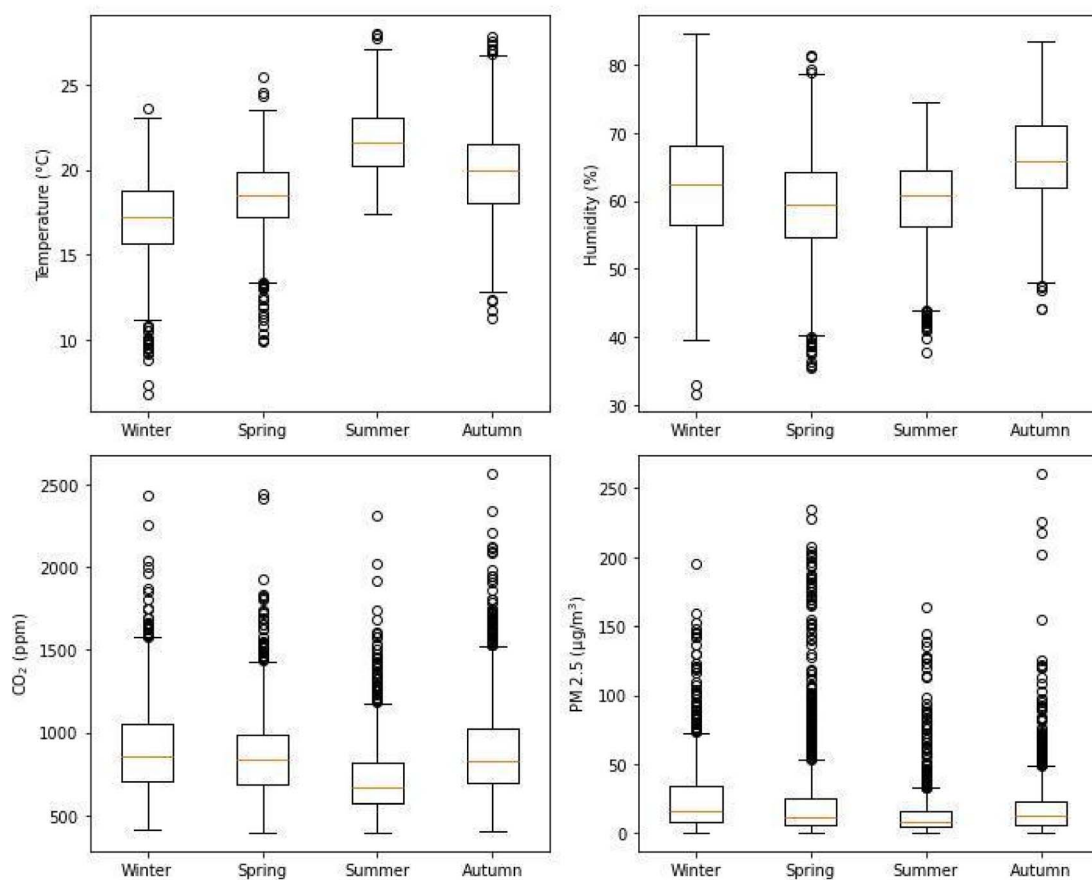 Temperature (°C)
25
20
15
10
Winter Spring Summer Autumn
Humidity (%)
80
70
60
50
40
30
Winter Spring Summer Autumn
CO₂ (ppm)
2500
2000
1500
1000
500
Winter Spring Summer Autumn
PM 2.5 (µg/m³)
250
200
150
100
50
0
Winter Spring Summer Autumn